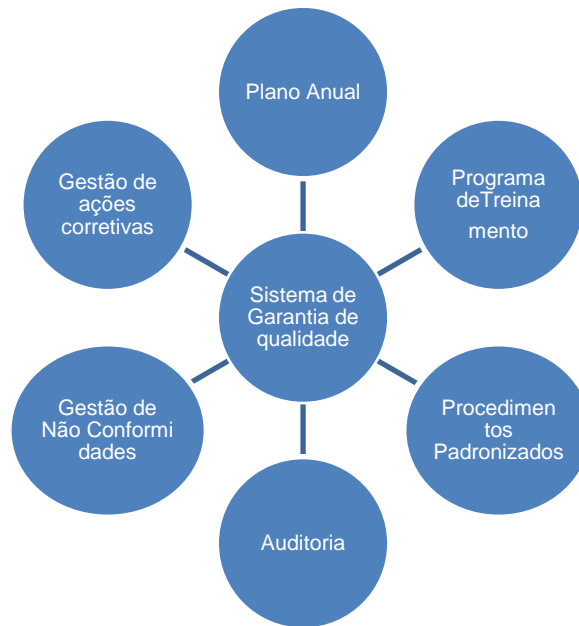 Plano Anual
Programa
deTreina
mento
Procedimen
tos
Padronizados
Auditoria
Gestão de
Não Conformi
dades
Gestão de
ações
corretivas
Sistema de
Garantia de
qualidade